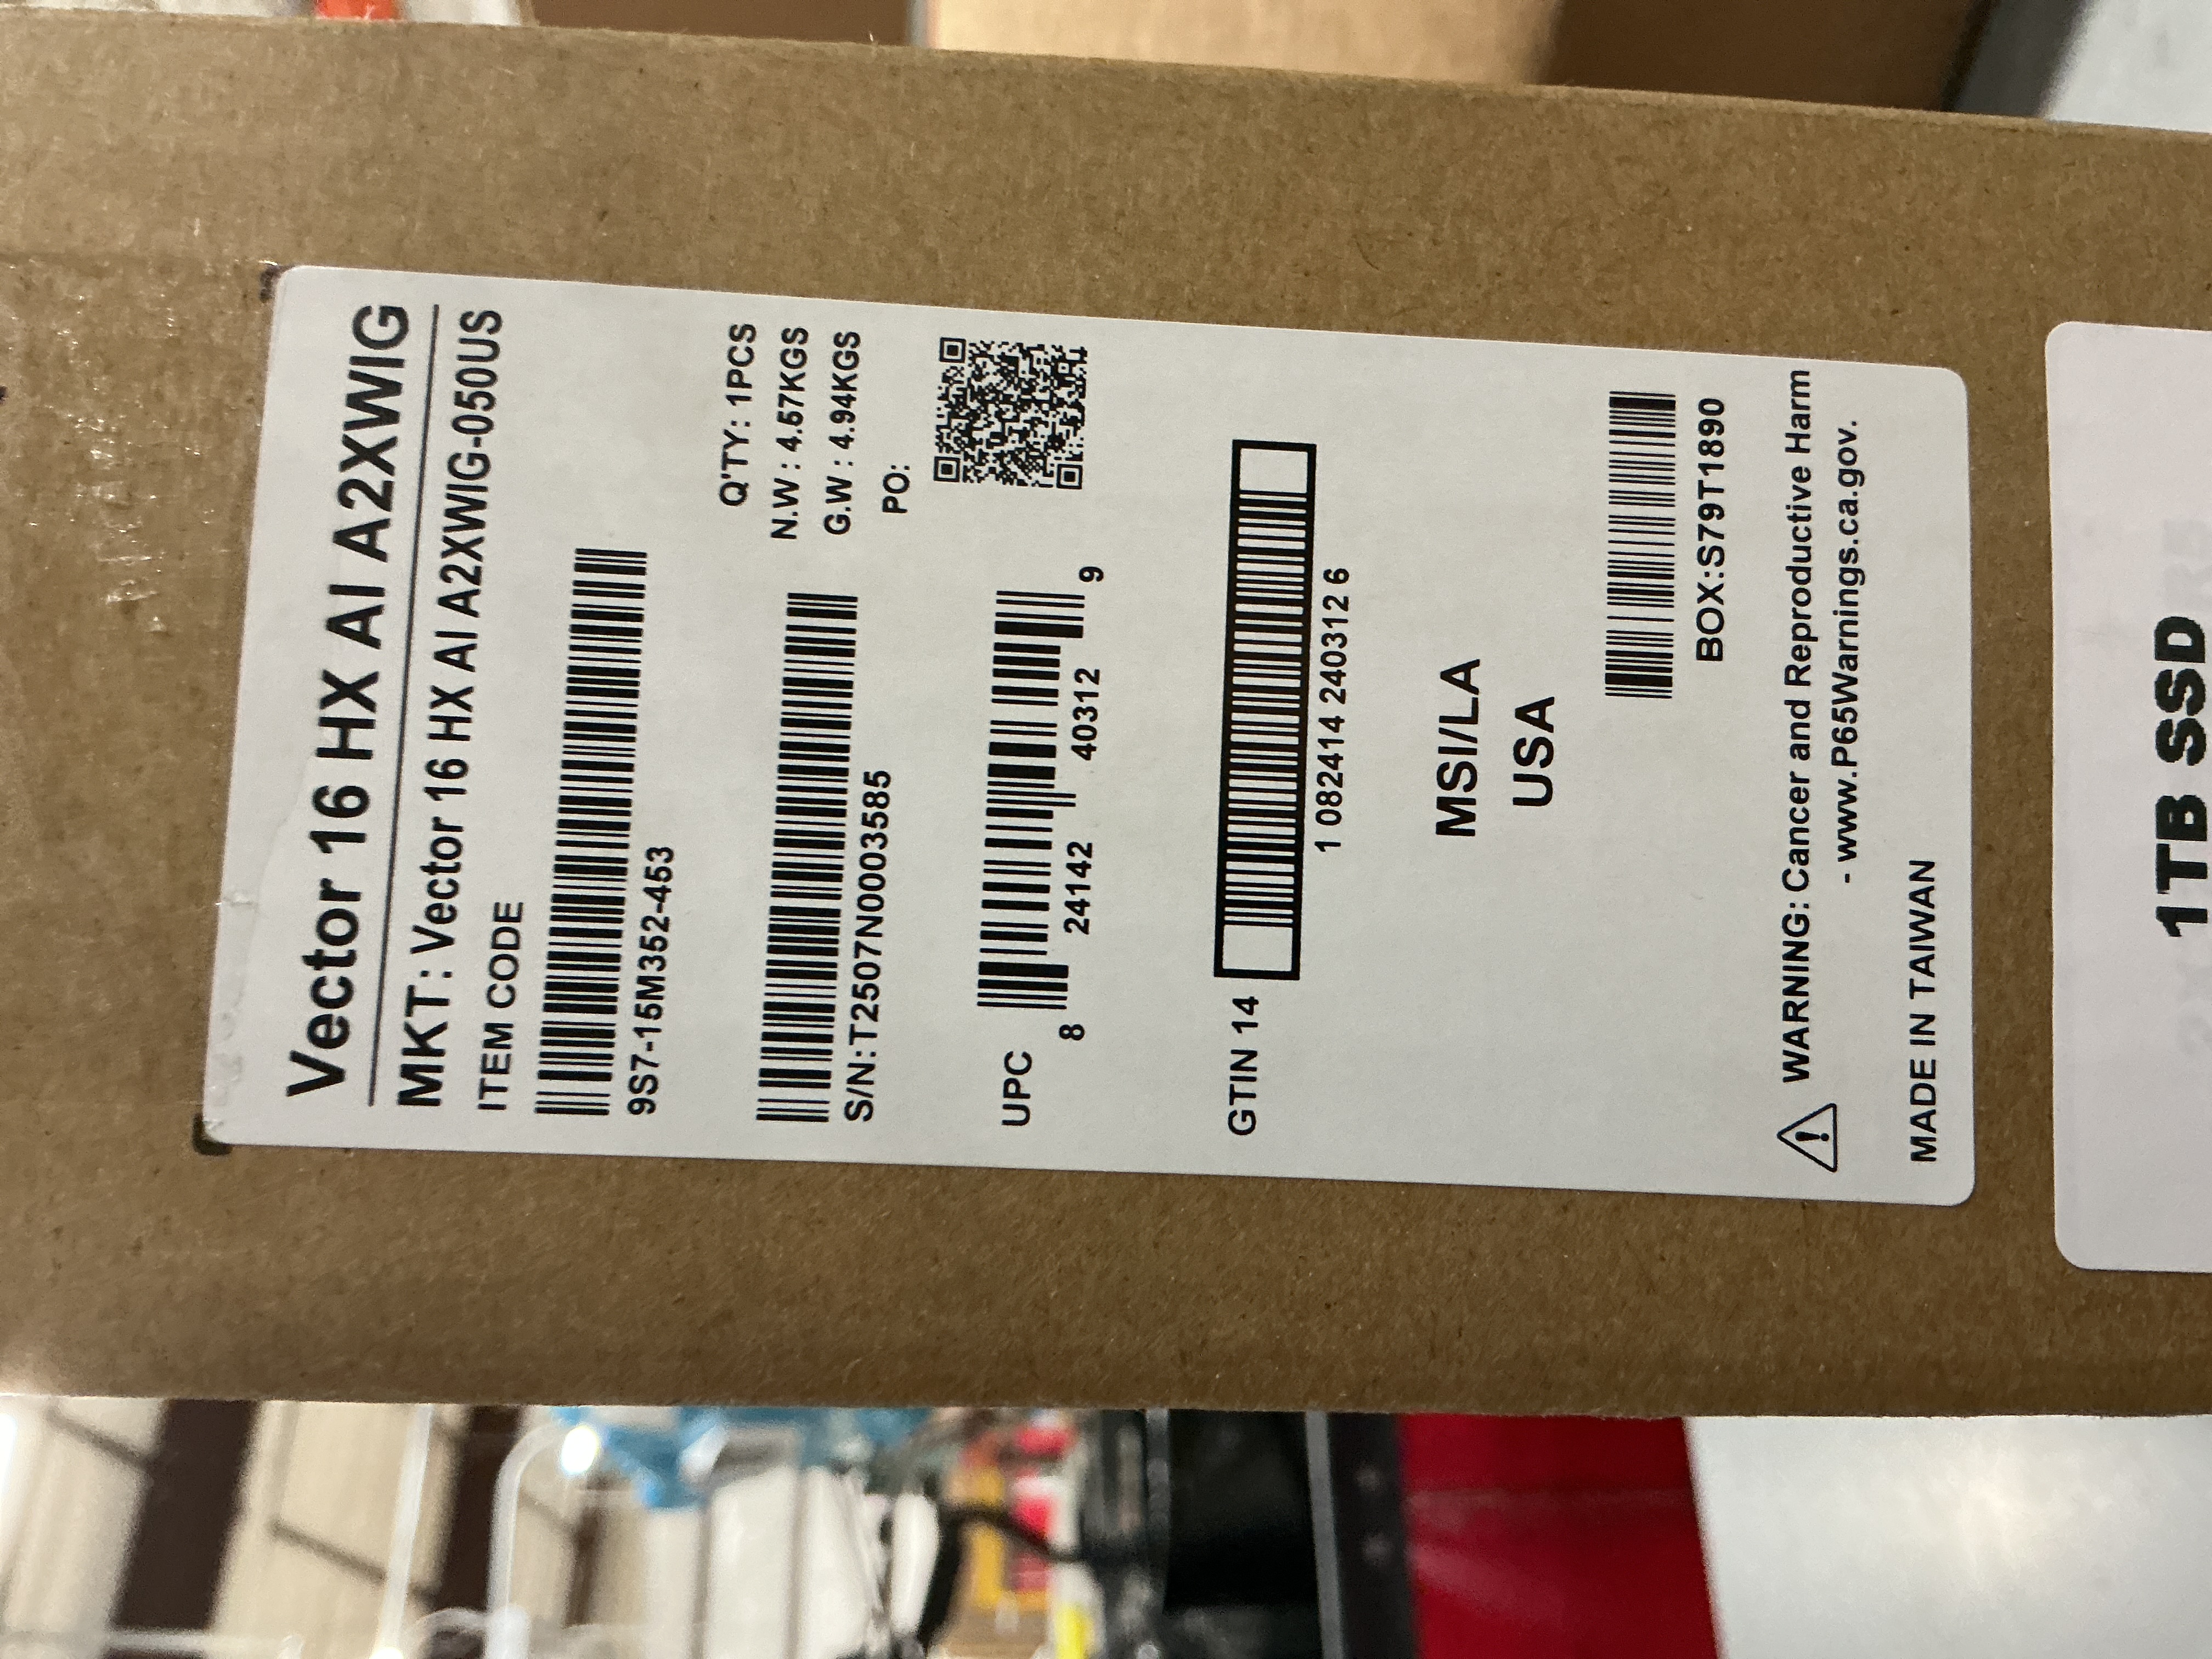 Vector 16 HX AI A2XWIG
MKT: Vector 16 HX AI A2XWIG-050US
ITEM CODE
9S7-15M352-453
Q'TY: 1PCS
N.W : 4.57KGS
S/N:T2507N0003585
G.W : 4.94KGS
PO:
UPC
8 24142 40312 9
GTIN 14
1 082414 240312 6
MSI/LA
USA
BOX:S79T1890
WARNING: Cancer and Reproductive Harm
- www.P65Warnings.ca.gov.
MADE IN TAIWAN
1TB SSD